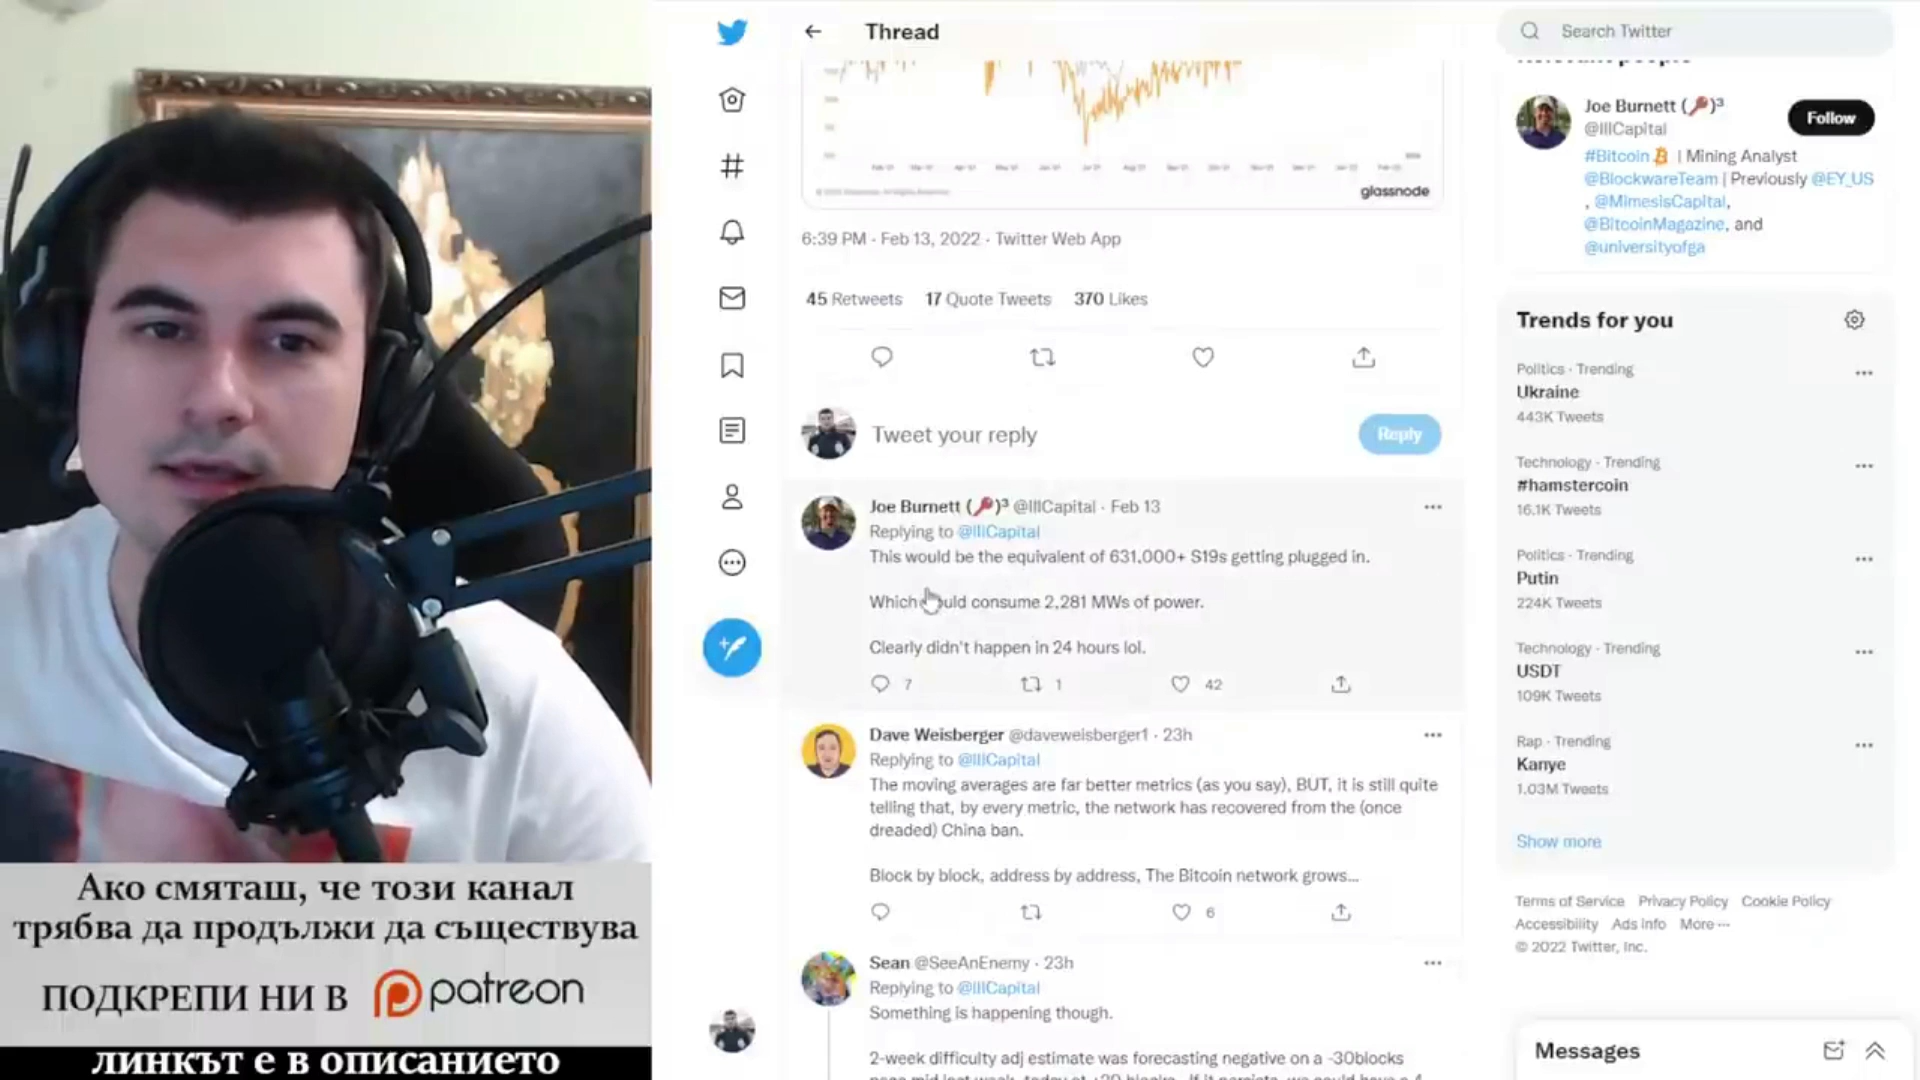 Ако смяташ, че този канал
трябва да продължи да съществува
ПОДКРЕПИ НИ В patreon
линкът е в описанието
Thread
glassnode
6:39 PM · Feb 13, 2022 · Twitter Web App
45 Retweets 17 Quote Tweets 370 Likes
Tweet your reply
Reply
Joe Burnett (🔑)³ @IIICapital · Feb 13
Replying to @IIICapital
This would be the equivalent of 631,000+ S19s getting plugged in.
Which would consume 2,281 MWs of power.
Clearly didn't happen in 24 hours lol.
7 1 42
Dave Weisberger @daveweisberger1 · 23h
Replying to @IIICapital
The moving averages are far better metrics (as you say), BUT, it is still quite
telling that, by every metric, the network has recovered from the (once
dreaded) China ban.
Block by block, address by address, The Bitcoin network grows...
6
Sean @SeeAnEnemy · 23h
Replying to @IIICapital
Something is happening though.
2-week difficulty adj estimate was forecasting negative on a -30blocks
Search Twitter
Relevant people
Joe Burnett (🔑)³
@IIICapital
Follow
#Bitcoin | Mining Analyst
@BlockwareTeam | Previously @EY_US
, @MimesisCapital,
@BitcoinMagazine, and
@universityofga
Trends for you
Politics · Trending
Ukraine
443K Tweets
Technology · Trending
#hamstercoin
16.1K Tweets
Politics · Trending
Putin
224K Tweets
Technology · Trending
USDT
109K Tweets
Rap · Trending
Kanye
1.03M Tweets
Show more
Terms of Service Privacy Policy Cookie Policy
Accessibility Ads info More ···
© 2022 Twitter, Inc.
Messages